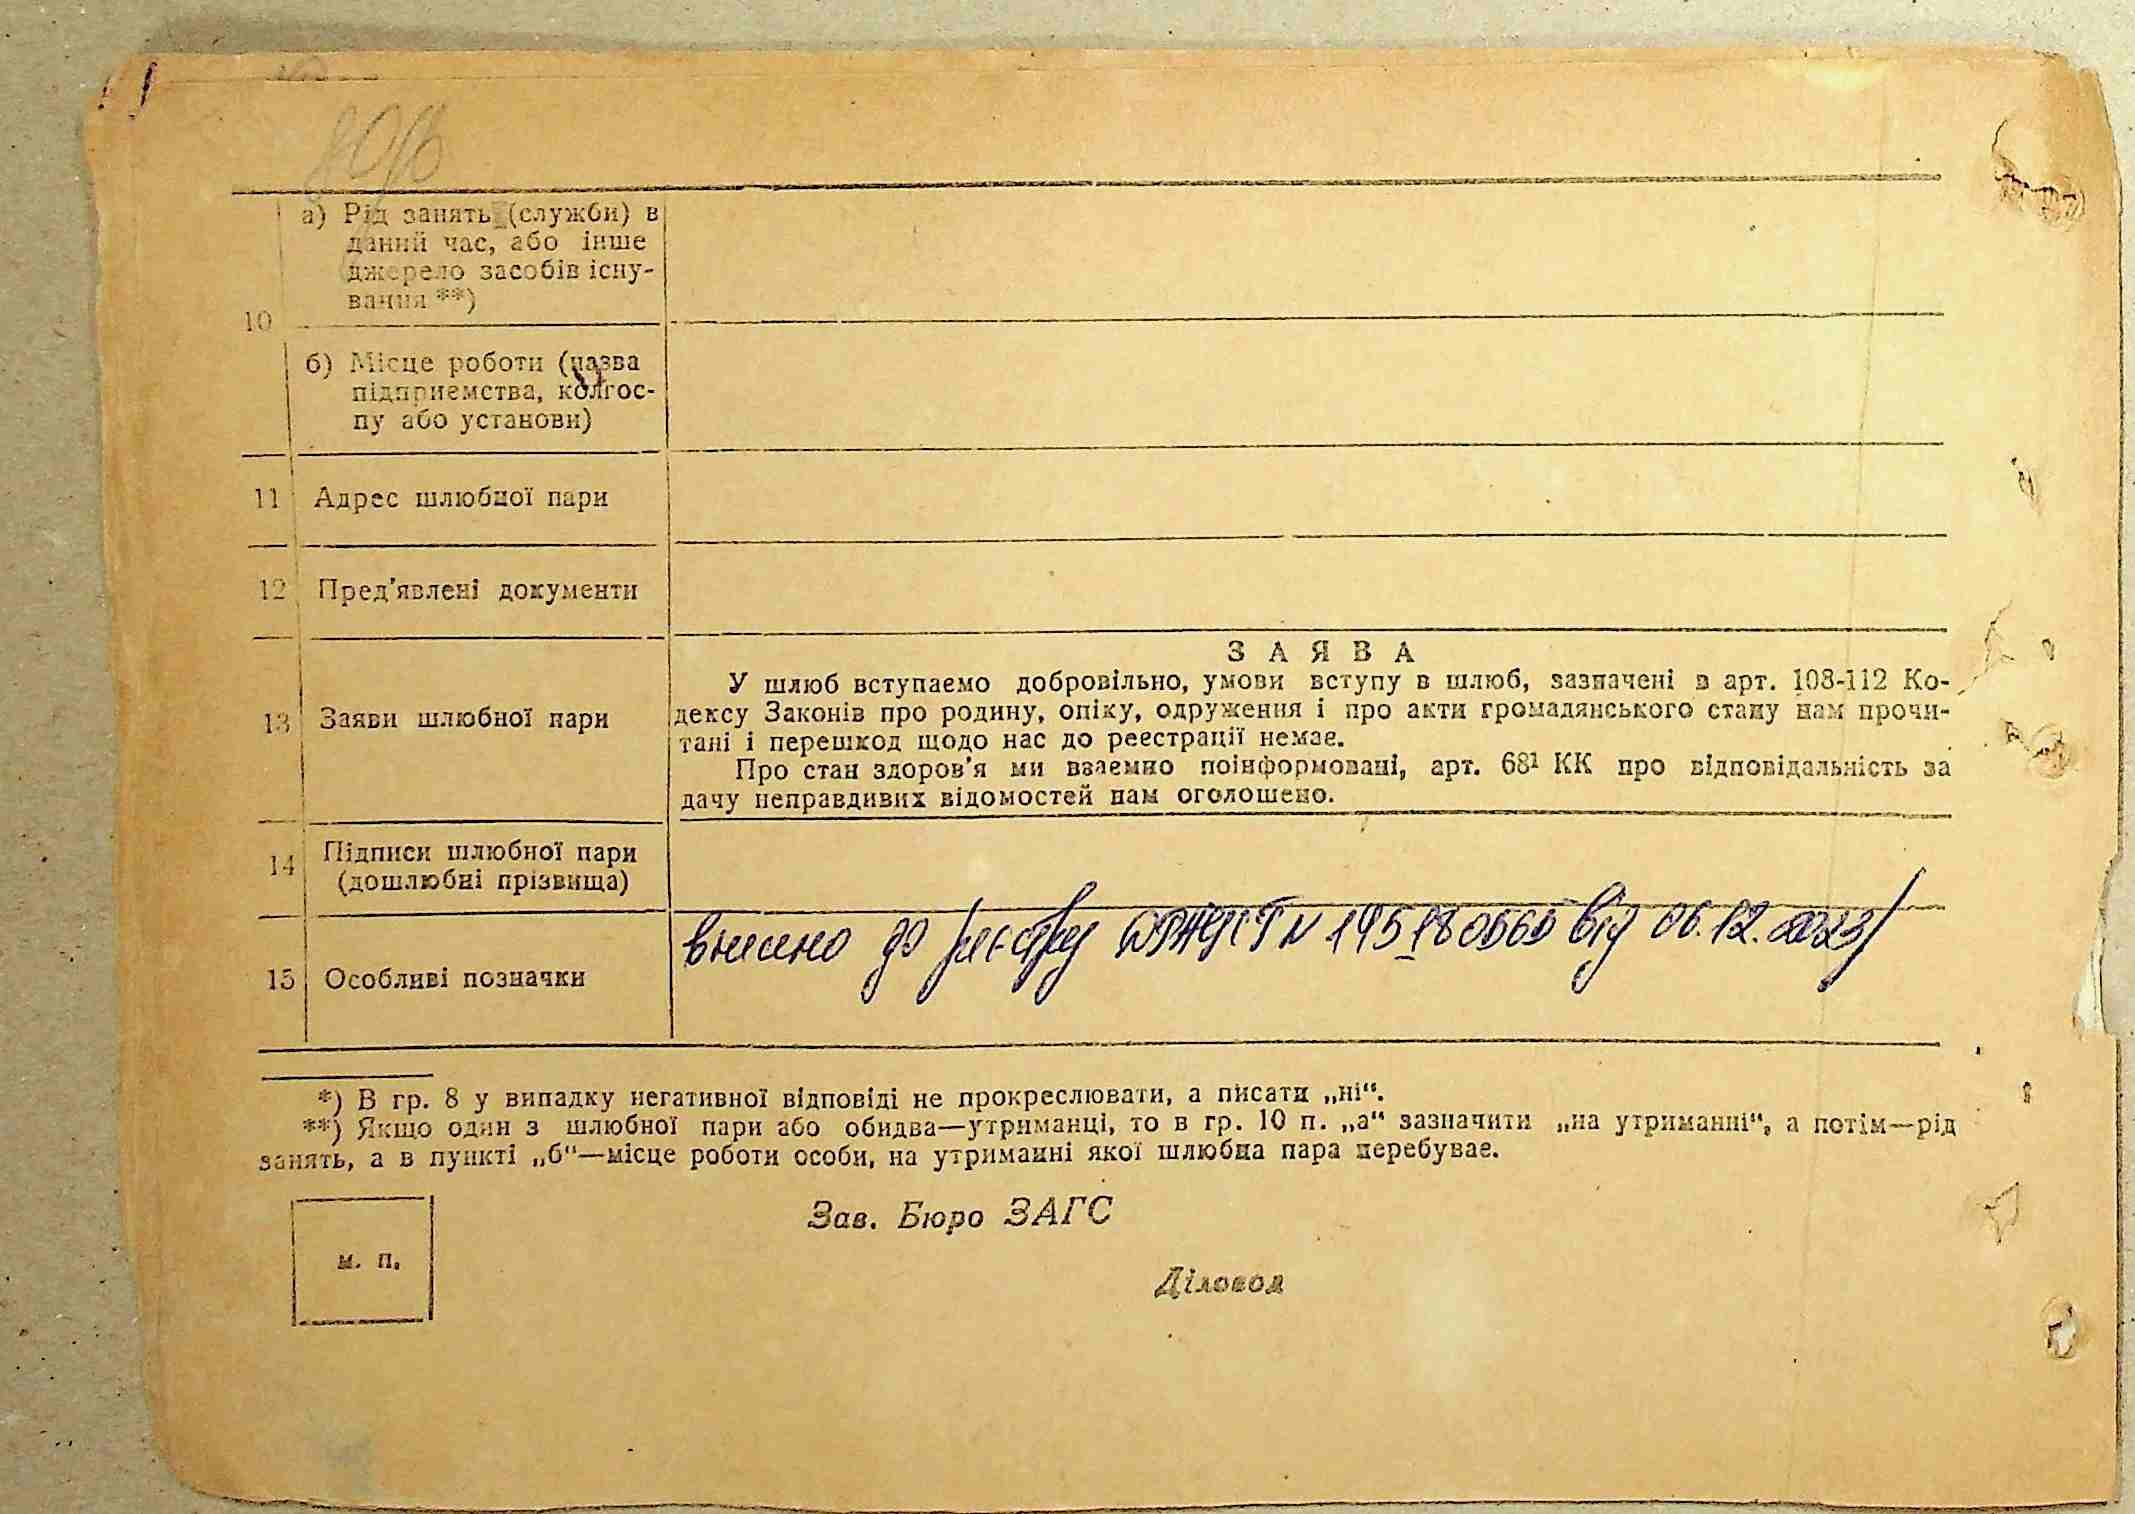 а) Рід занять (служби) в
даний час, або інше
джерело засобів існу-
вання **)
10
б) Місце роботи (назва
підприємства, колгос-
пу або установи)
11 Адрес шлюбної пари
12 Пред'явлені документи
ЗАЯВА
У шлюб вступаємо добровільно, умови вступу в шлюб, зазначені в арт. 108-112 Ко-
дексу Законів про родину, опіку, одруження і про акти громадянського стану нам прочи-
тані і перешкод щодо нас до реєстрації немає.
13 Заяви шлюбної пари
Про стан здоров'я ми взаємно поінформовані, арт. 68¹ КК про відповідальність за
дачу неправдивих відомостей нам оголошено.
14 Підписи шлюбної пари
(дошлюбні прізвища)
внесено до реєстру ДРАЦСГ N від 06.12.2023
15 Особливі позначки
*) В гр. 8 у випадку негативної відповіді не прокреслювати, а писати „ні“.
**) Якщо один з шлюбної пари або обидва—утриманці, то в гр. 10 п. „а“ зазначити „на утриманні“, а потім—рід
занять, а в пункті „б“—місце роботи особи, на утриманні якої шлюбна пара перебуває.
Зав. Бюро ЗАГС
м. п.
Діловод